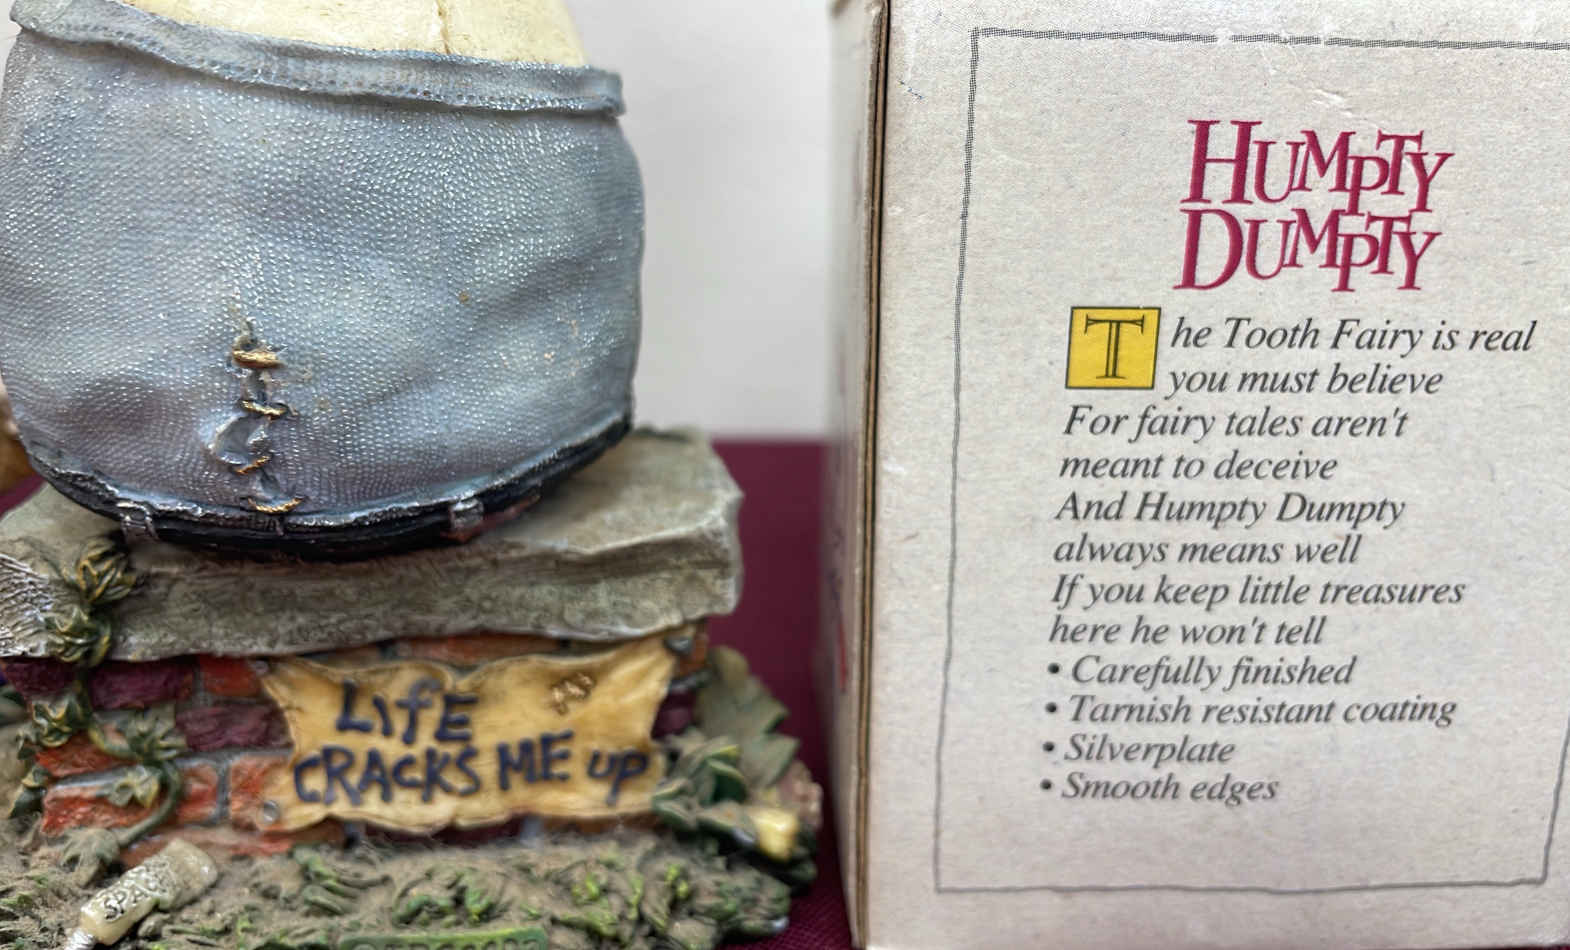 LIfE
CRACKS ME UP
HUMPTY
DUMPTY
The Tooth Fairy is real
you must believe
For fairy tales aren't
meant to deceive
And Humpty Dumpty
always means well
If you keep little treasures
here he won't tell
• Carefully finished
• Tarnish resistant coating
• Silverplate
• Smooth edges